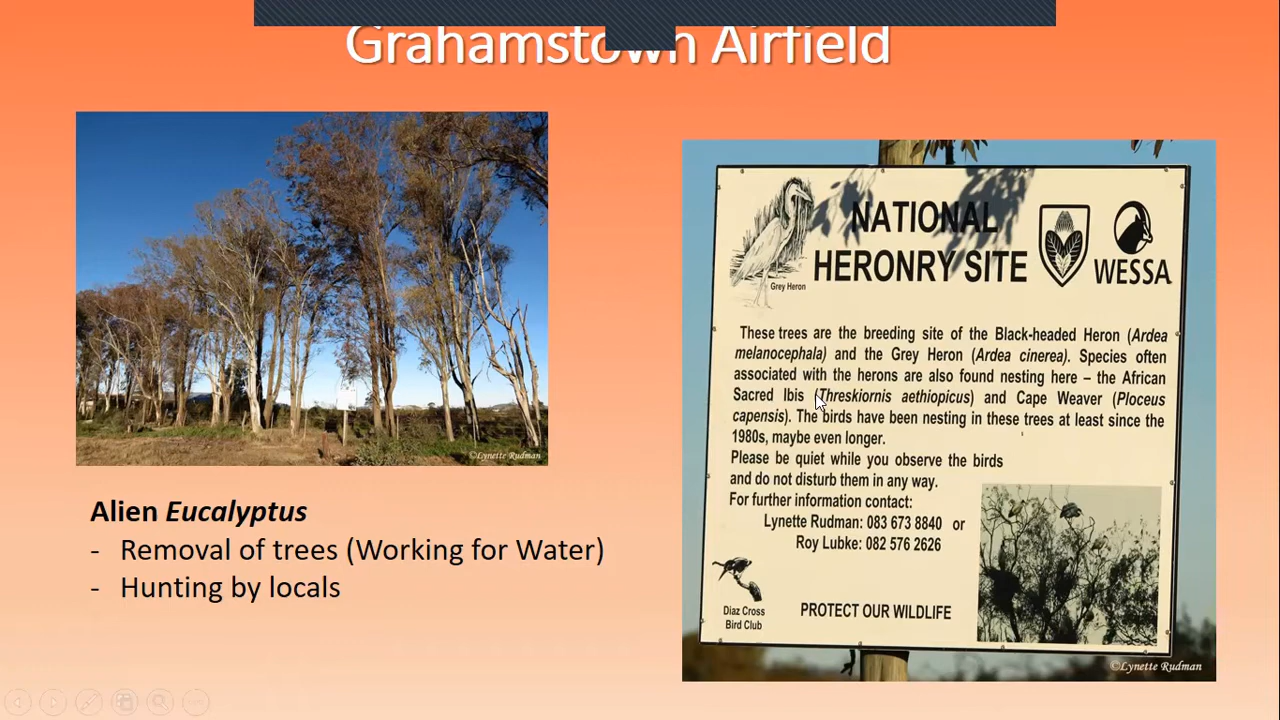 Grahamstown Airfield
©Lynette Rudman
Alien Eucalyptus
- Removal of trees (Working for Water)
- Hunting by locals
Grey Heron
NATIONAL
HERONRY SITE
WESSA
These trees are the breeding site of the Black-headed Heron (Ardea
melanocephala) and the Grey Heron (Ardea cinerea). Species often
associated with the herons are also found nesting here – the African
Sacred Ibis (Threskiornis aethiopicus) and Cape Weaver (Ploceus
capensis). The birds have been nesting in these trees at least since the
1980s, maybe even longer.
Please be quiet while you observe the birds
and do not disturb them in any way.
For further information contact:
Lynette Rudman: 083 673 8840 or
Roy Lubke: 082 576 2626
Diaz Cross
Bird Club
PROTECT OUR WILDLIFE
©Lynette Rudman